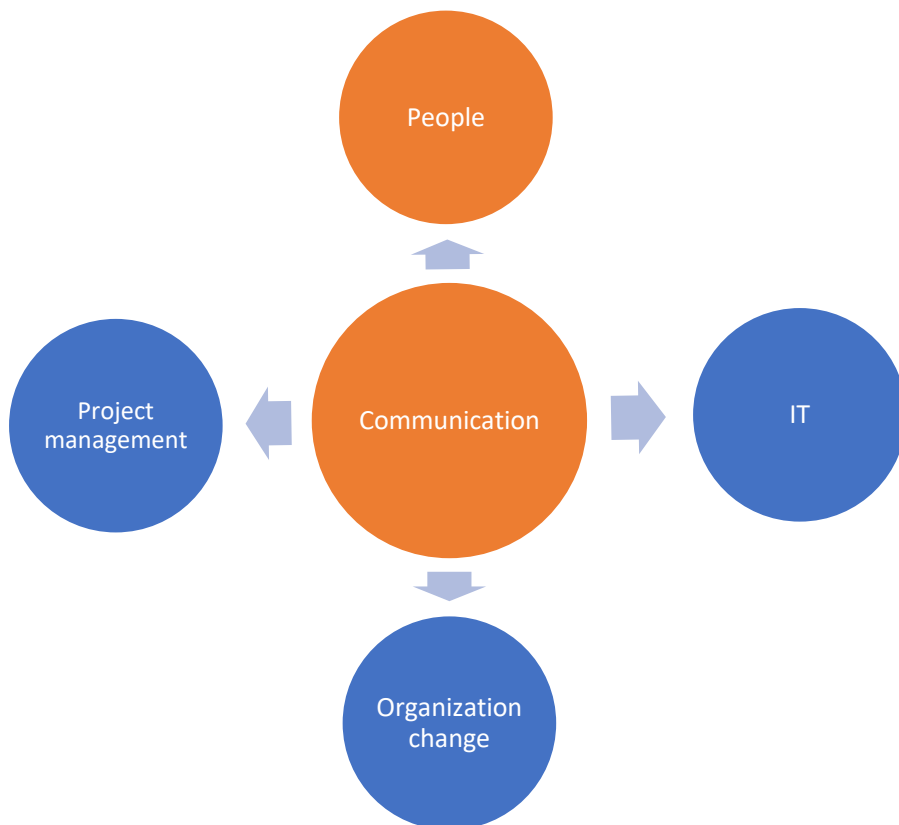 People
Project
management
Communication
IT
Organization
change